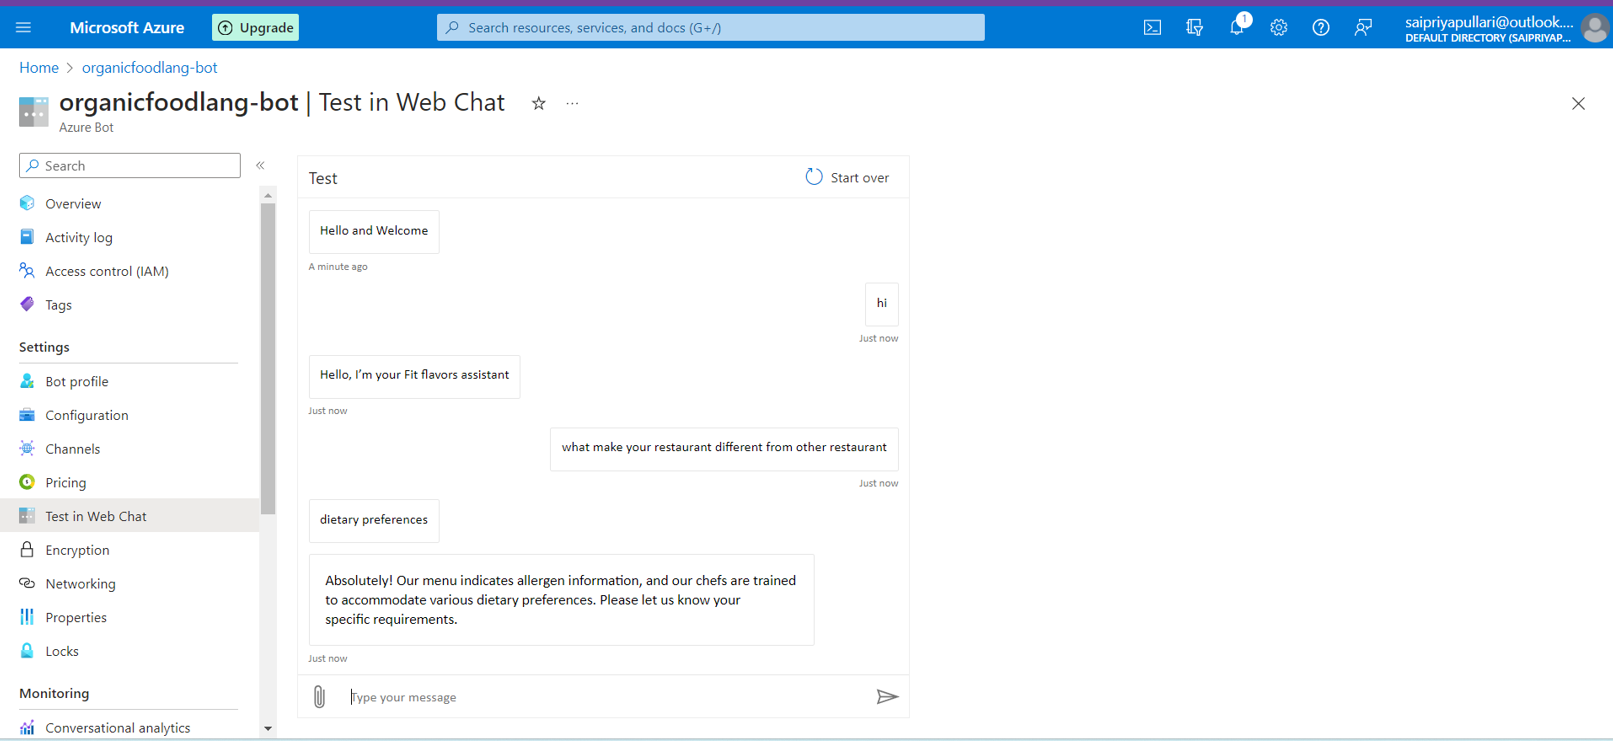 Microsoft Azure
Upgrade
Search resources, services, and docs (G+/)
1
saipriyapullari@outlook....
DEFAULT DIRECTORY (SAIPRIYAP...
Home > organicfoodlang-bot
organicfoodlang-bot | Test in Web Chat
...
Azure Bot
Search
«
Overview
Activity log
Access control (IAM)
Tags
Settings
Bot profile
Configuration
Channels
Pricing
Test in Web Chat
Encryption
Networking
Properties
Locks
Monitoring
Conversational analytics
Test
Start over
Hello and Welcome
A minute ago
hi
Just now
Hello, I'm your Fit flavors assistant
Just now
what make your restaurant different from other restaurant
Just now
dietary preferences
Absolutely! Our menu indicates allergen information, and our chefs are trained
to accommodate various dietary preferences. Please let us know your
specific requirements.
Just now
Type your message